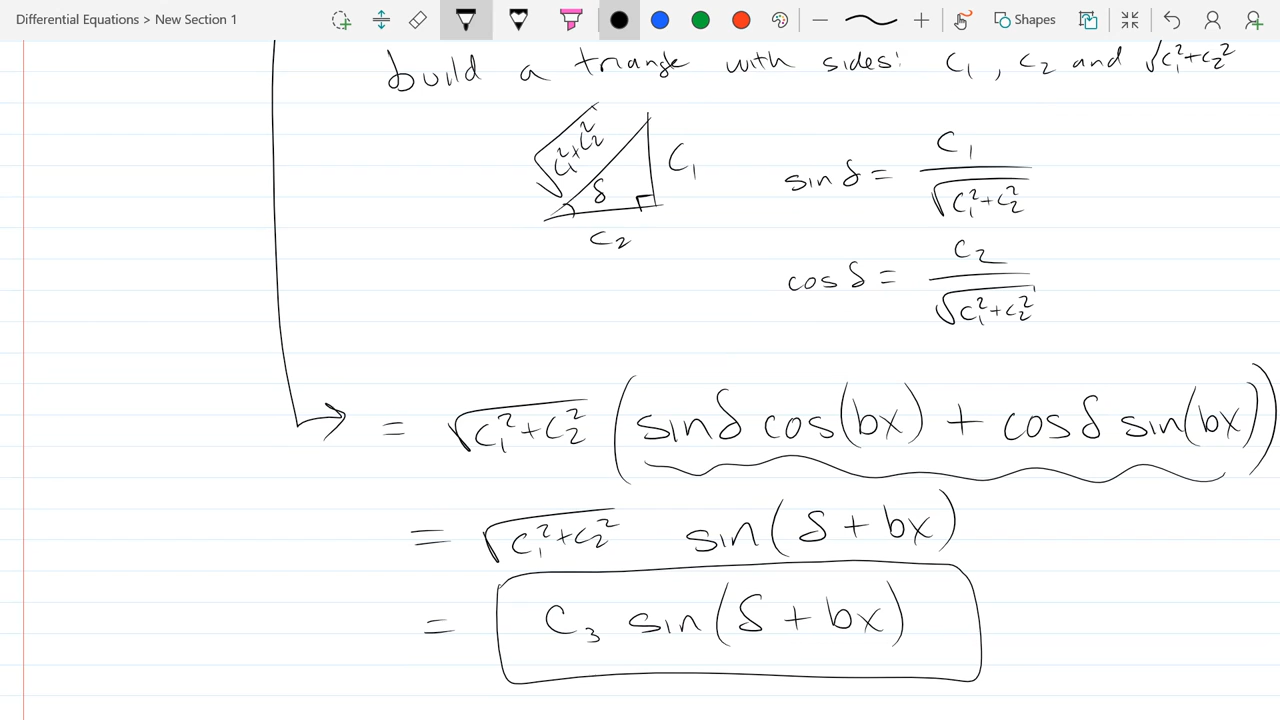 Differential Equations > New Section 1
Shapes
build a triangle with sides: C₁, C₂ and √(C₁²+C₂²)
√(C₁²+C₂²)
δ
C₁
C₂
sin δ = C₁ / √(C₁²+C₂²)
cos δ = C₂ / √(C₁²+C₂²)
= √(C₁²+C₂²) (sinδ cos(bx) + cosδ sin(bx))
= √(C₁²+C₂²) sin(δ + bx)
= C₃ sin(δ + bx)